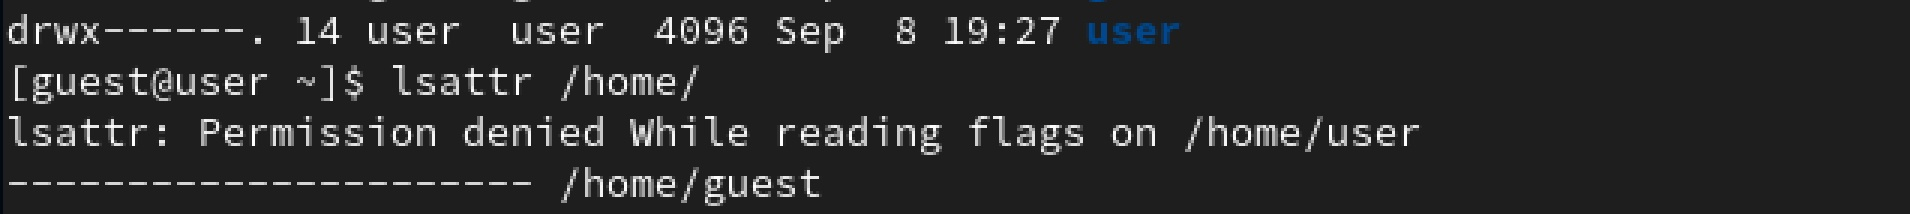 drwx------. 14 user  user  4096 Sep  8 19:27 user
[guest@user ~]$ lsattr /home/
lsattr: Permission denied While reading flags on /home/user
---------------------- /home/guest